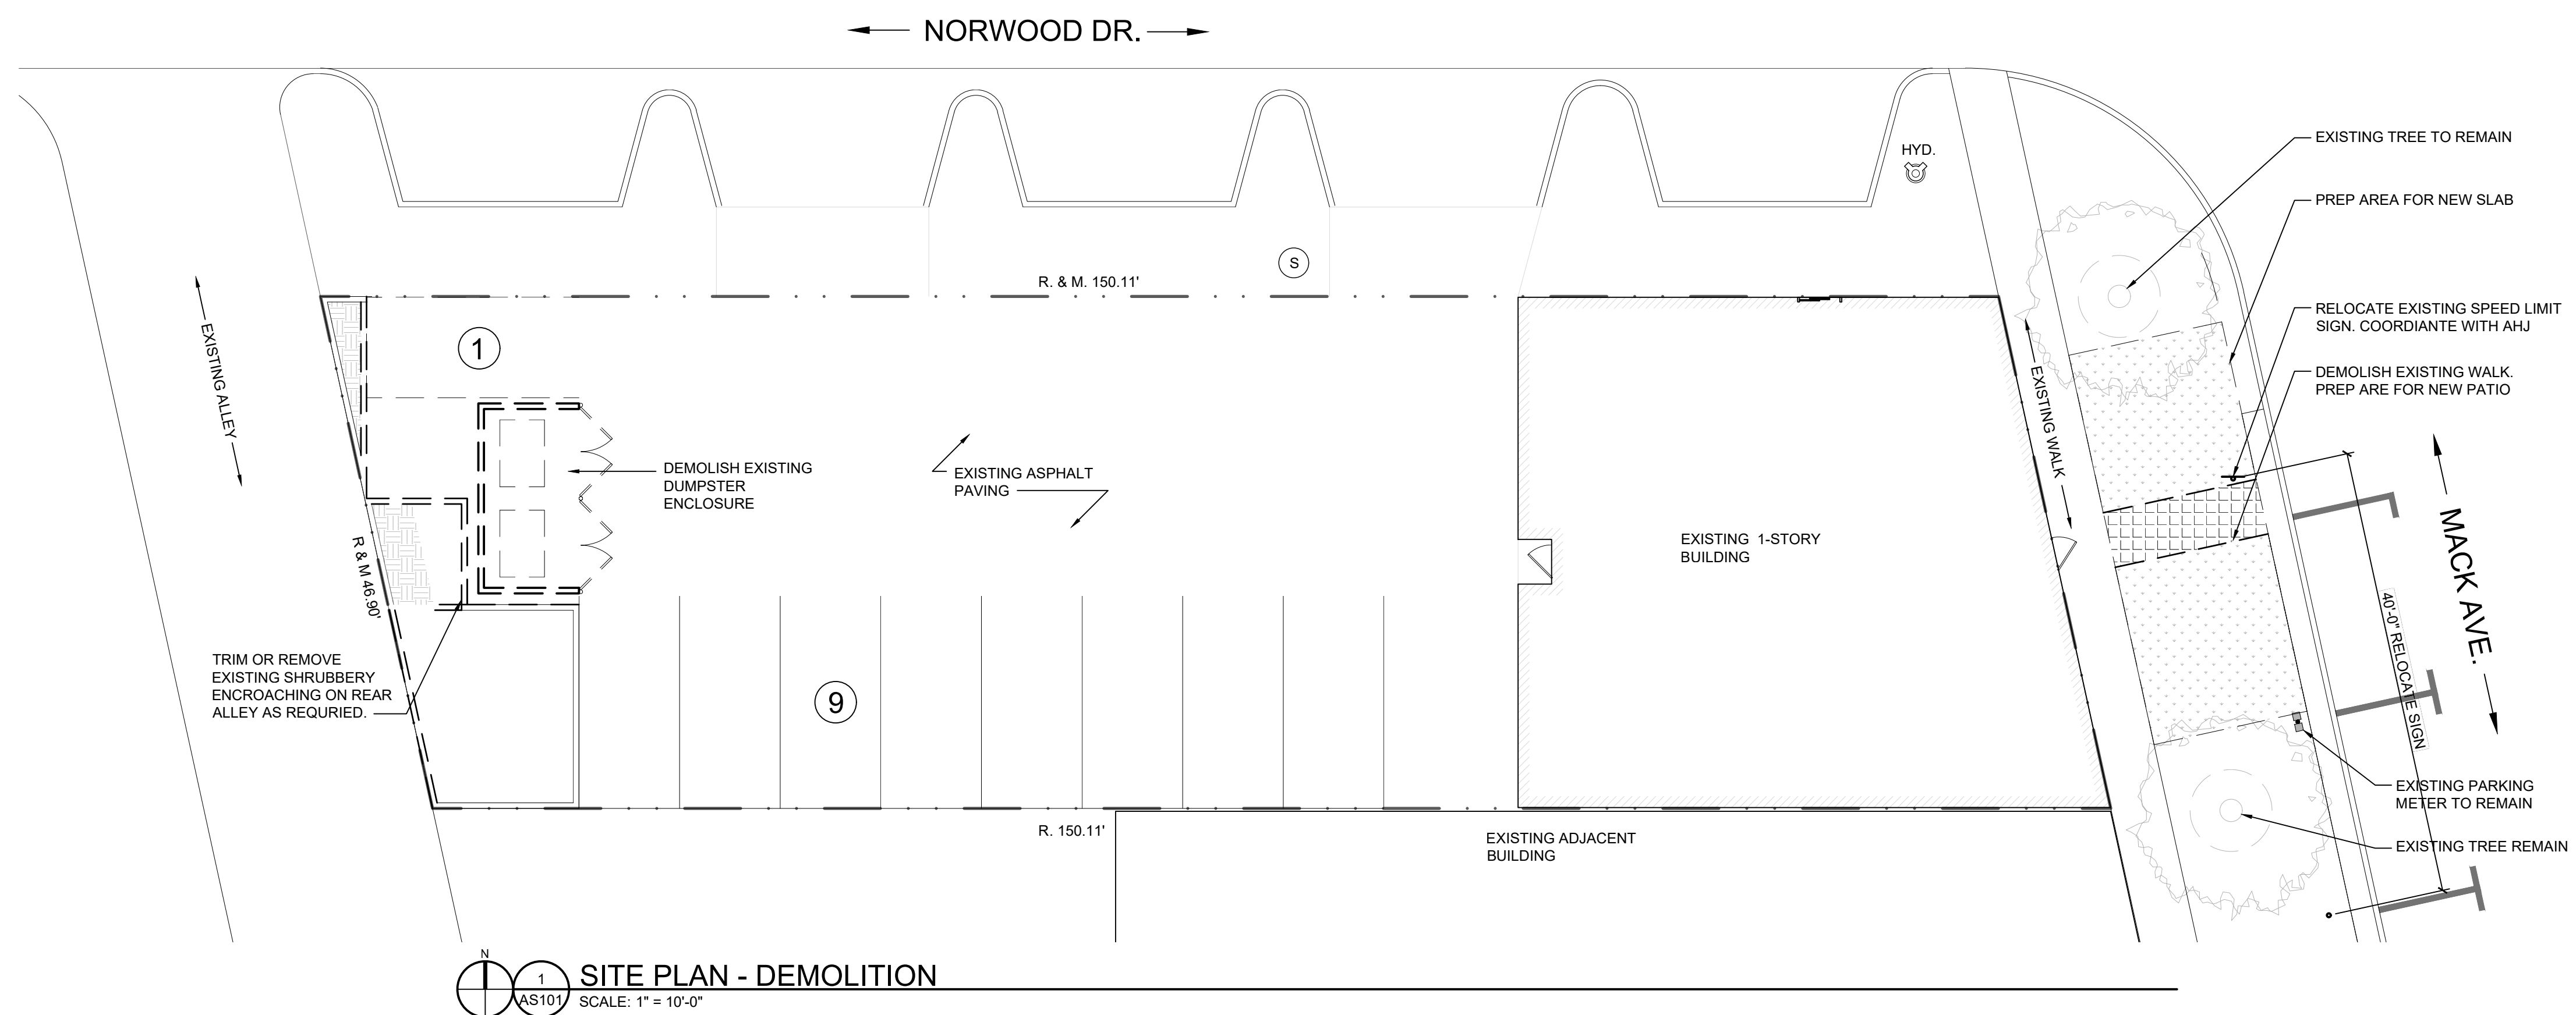 NORWOOD DR.
HYD.
EXISTING TREE TO REMAIN
PREP AREA FOR NEW SLAB
S
R. & M. 150.11'
RELOCATE EXISTING SPEED LIMIT
SIGN. COORDIANTE WITH AHJ
1
EXISTING ALLEY
EXISTING WALK
DEMOLISH EXISTING WALK.
PREP ARE FOR NEW PATIO
DEMOLISH EXISTING
DUMPSTER
ENCLOSURE
EXISTING ASPHALT
PAVING
EXISTING 1-STORY
BUILDING
MACK AVE.
R & M 46.90'
40'-0" RELOCATE SIGN
TRIM OR REMOVE
EXISTING SHRUBBERY
ENCROACHING ON REAR
ALLEY AS REQURIED.
9
EXISTING PARKING
METER TO REMAIN
R. 150.11'
EXISTING ADJACENT
BUILDING
EXISTING TREE REMAIN
N
1
AS101
SITE PLAN - DEMOLITION
SCALE: 1" = 10'-0"